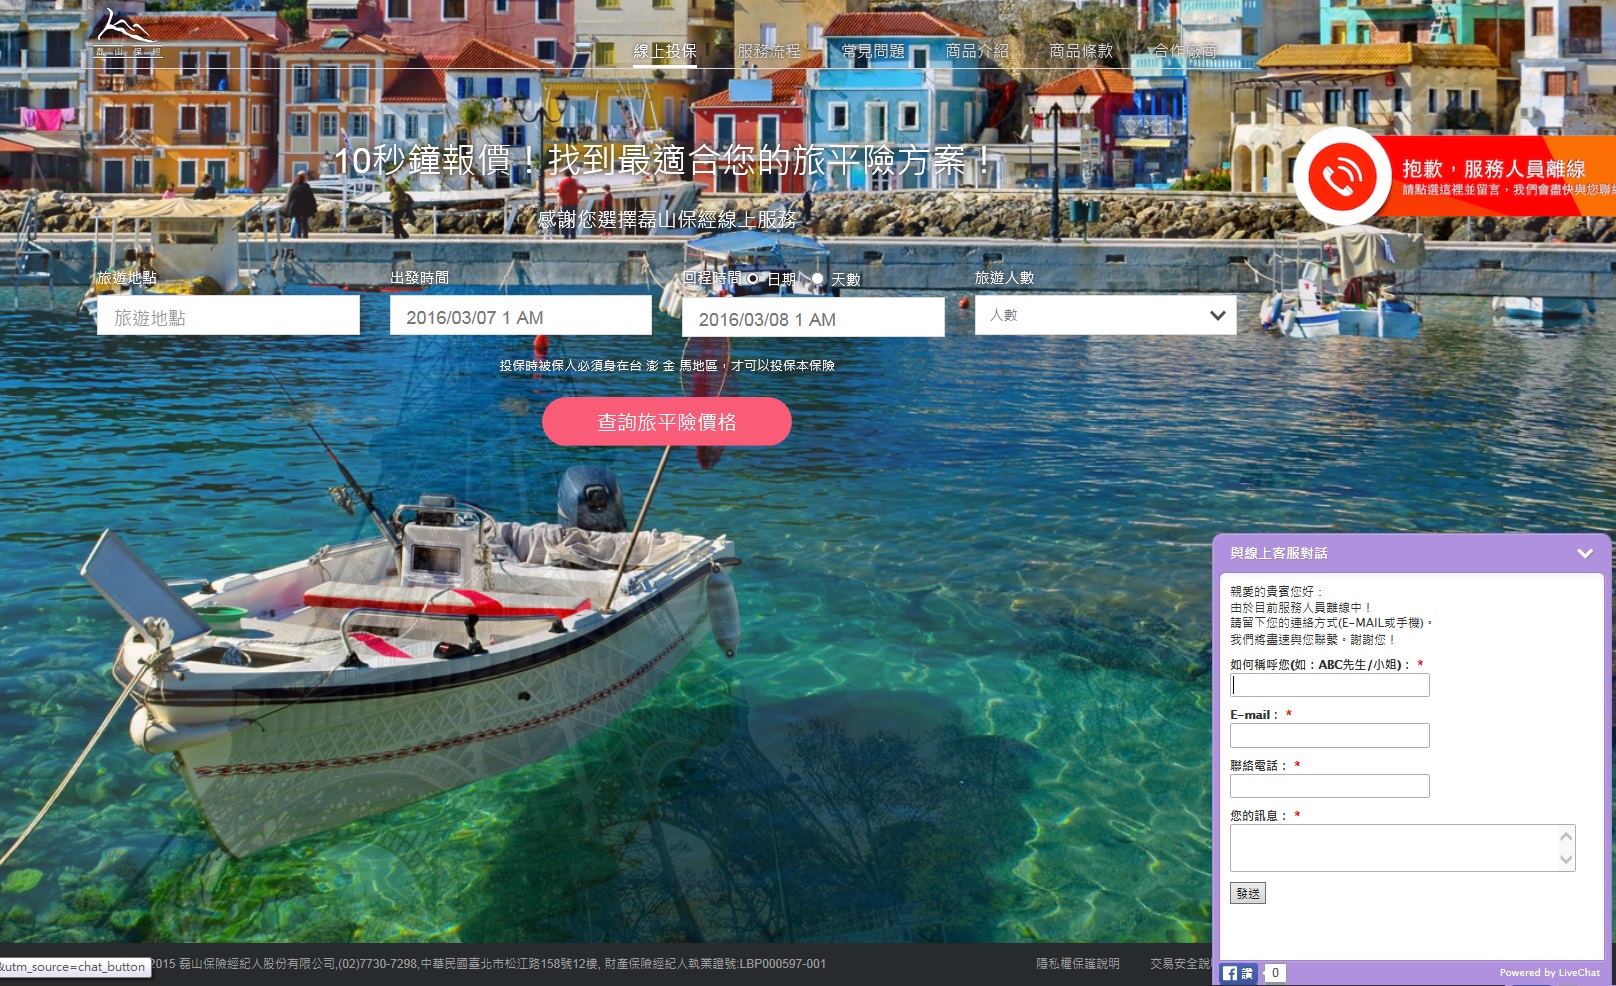 磊山保經
線上投保
服務流程
常見問題
商品介紹
商品條款
合作廠商
10秒鐘報價！找到最適合您的旅平險方案！
抱歉，服務人員離線
請點選這裡並留言，我們會盡快與您聯絡
感謝您選擇磊山保經線上服務
旅遊地點
出發時間
回程時間 日期 天數
旅遊人數
旅遊地點
2016/03/07 1 AM
2016/03/08 1 AM
人數
投保時被保人必須身在台 澎 金 馬地區，才可以投保本保險
查詢旅平險價格
與線上客服對話
親愛的貴賓您好：
由於目前服務人員離線中！
請留下您的連絡方式(E-MAIL或手機)。
我們將盡速與您聯繫。謝謝您！
如何稱呼您(如：ABC先生/小姐)： *
E-mail： *
聯絡電話： *
您的訊息： *
發送
2015 磊山保險經紀人股份有限公司,(02)7730-7298,中華民國臺北市松江路158號12樓, 財產保險經紀人執業證號:LBP000597-001
隱私權保護說明
交易安全說
&utm_source=chat_button
讚 0
Powered by LiveChat